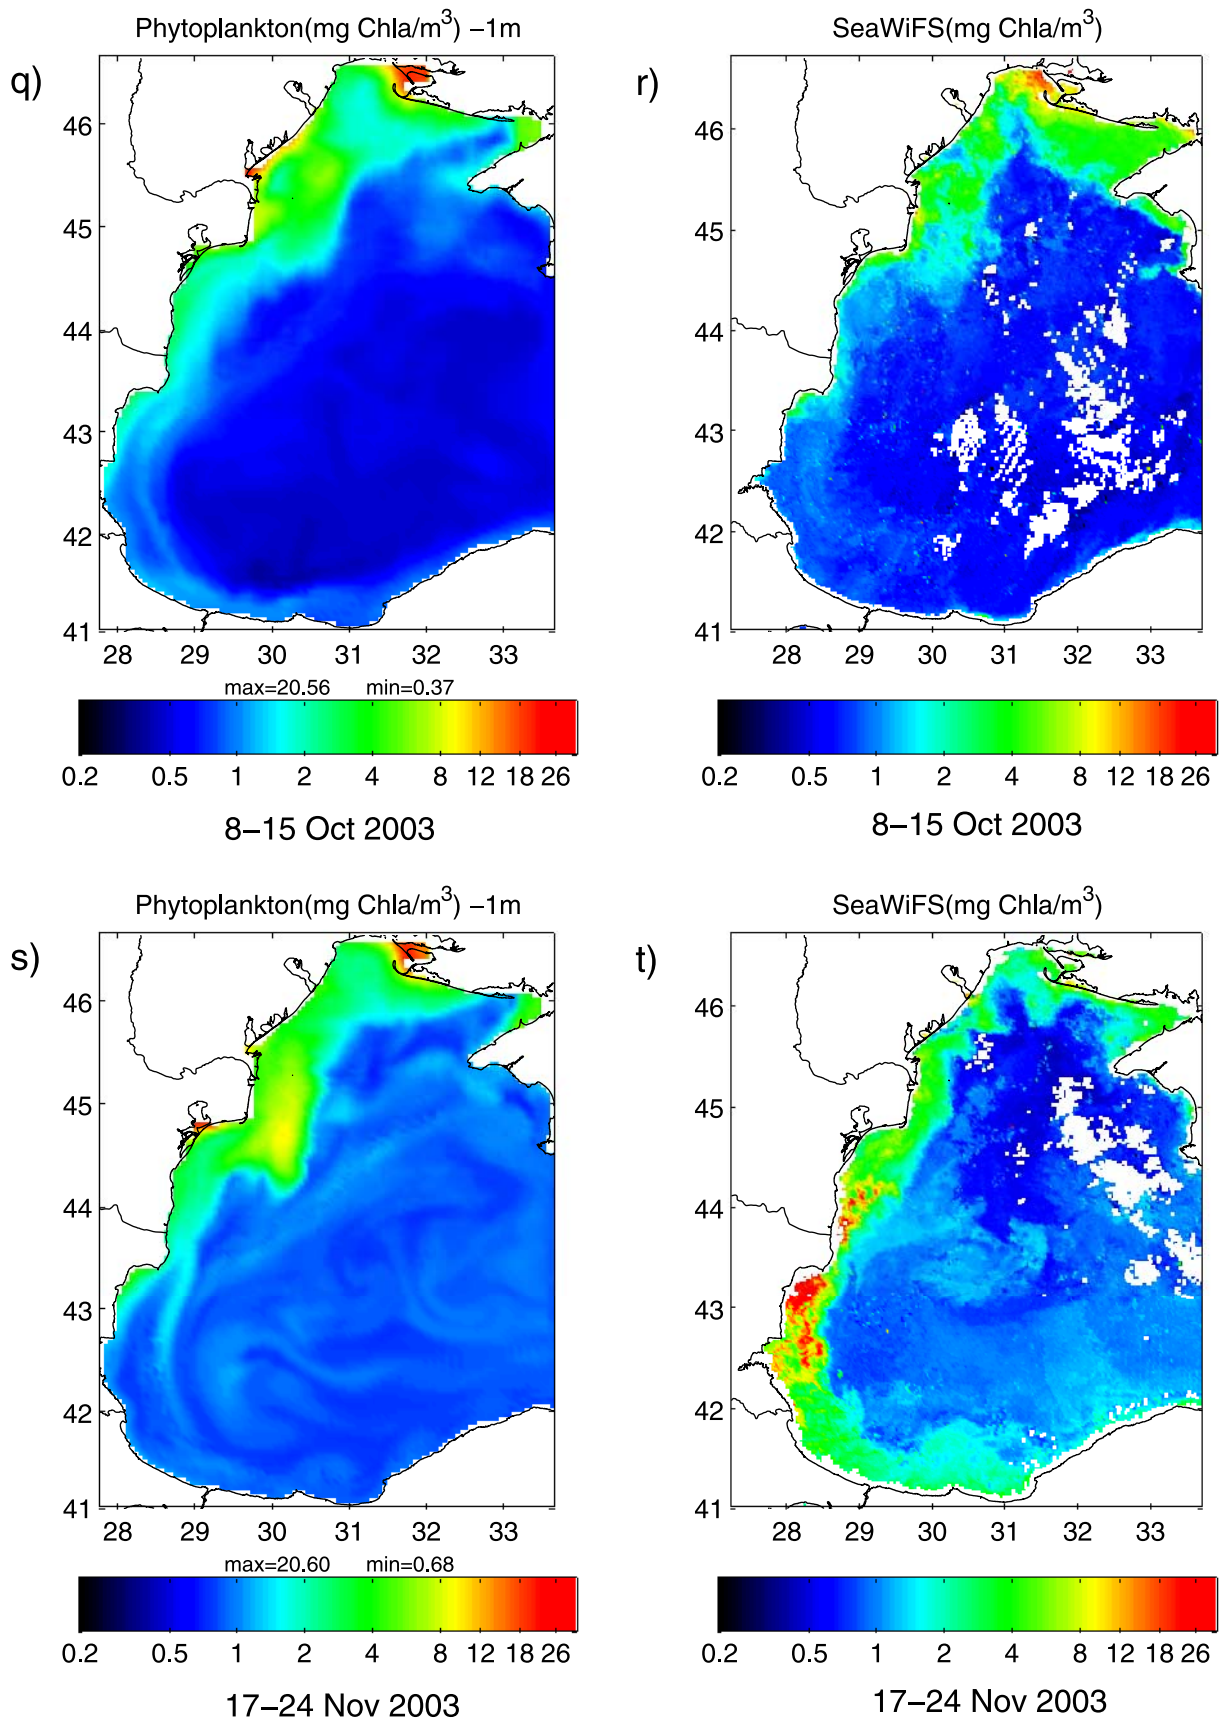 Phytoplankton(mg Chla/m³) –1m
SeaWiFS(mg Chla/m³)
q)
r)
46
45
44
43
42
41
46
45
44
43
42
41
28 29 30 31 32 33
28 29 30 31 32 33
max=20.56 min=0.37
0.2 0.5 1 2 4 8 12 18 26
0.2 0.5 1 2 4 8 12 18 26
8–15 Oct 2003
8–15 Oct 2003
Phytoplankton(mg Chla/m³) –1m
SeaWiFS(mg Chla/m³)
s)
t)
46
45
44
43
42
41
46
45
44
43
42
41
28 29 30 31 32 33
28 29 30 31 32 33
max=20.60 min=0.68
0.2 0.5 1 2 4 8 12 18 26
0.2 0.5 1 2 4 8 12 18 26
17–24 Nov 2003
17–24 Nov 2003